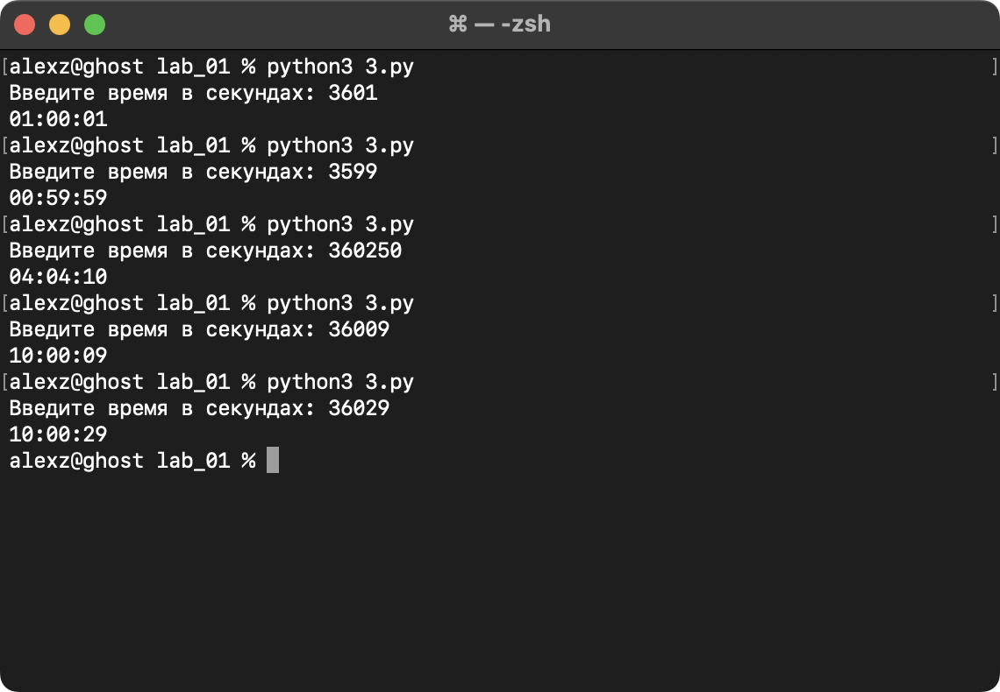 ⌘ — -zsh
[alexz@ghost lab_01 % python3 3.py ]
Введите время в секундах: 3601
01:00:01
[alexz@ghost lab_01 % python3 3.py ]
Введите время в секундах: 3599
00:59:59
[alexz@ghost lab_01 % python3 3.py ]
Введите время в секундах: 360250
04:04:10
[alexz@ghost lab_01 % python3 3.py ]
Введите время в секундах: 36009
10:00:09
[alexz@ghost lab_01 % python3 3.py ]
Введите время в секундах: 36029
10:00:29
alexz@ghost lab_01 %